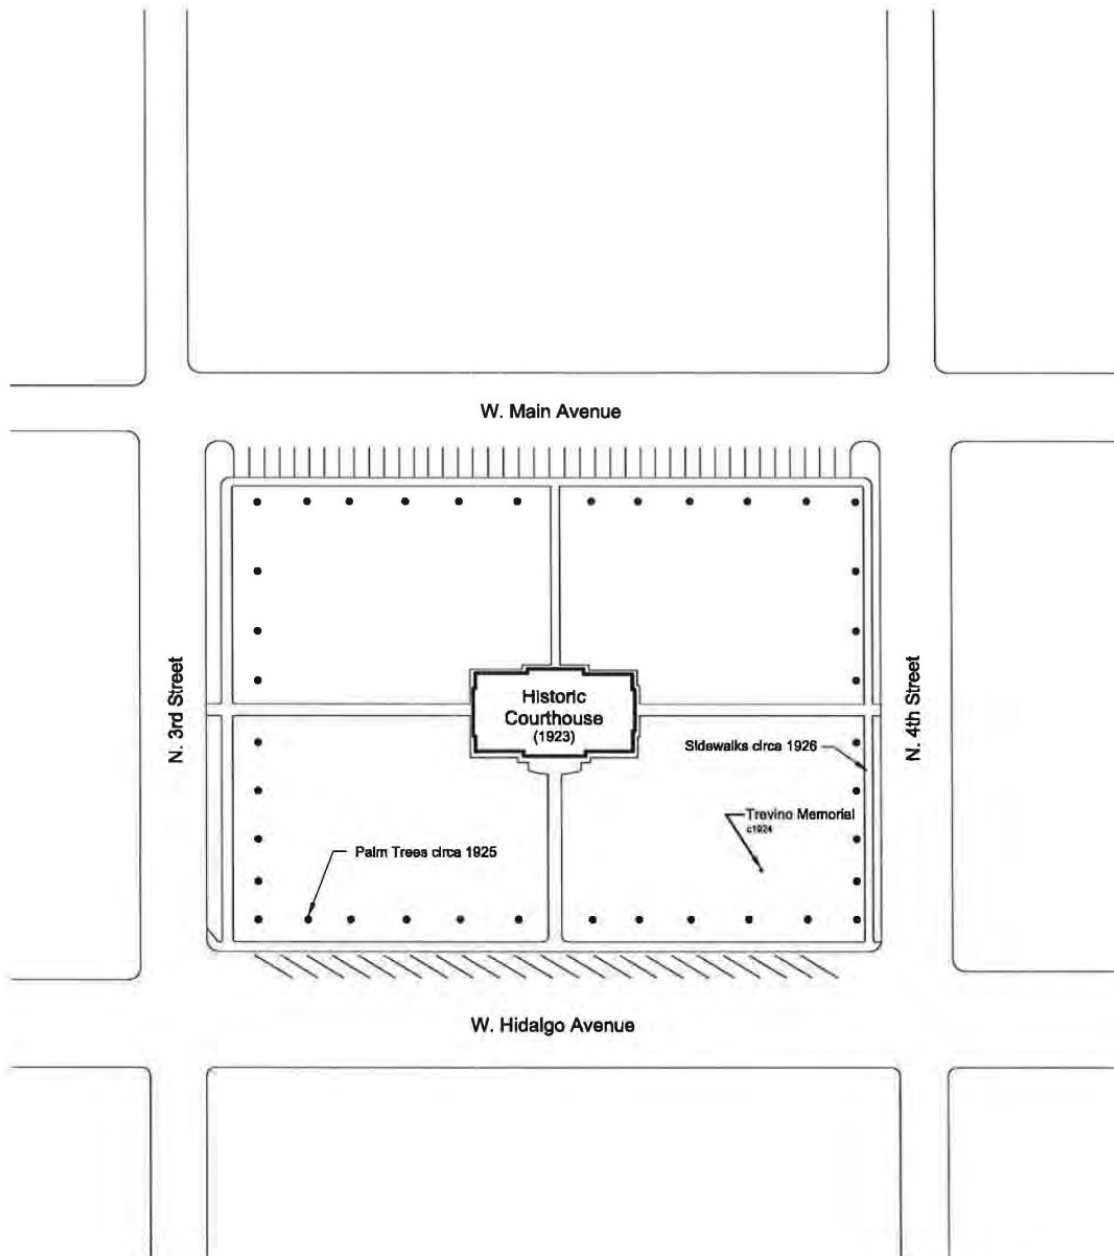 W. Main Avenue
N. 3rd Street
Historic
Courthouse
(1923)
N. 4th Street
Sidewalks circa 1926
Trevino Memorial
c1924
Palm Trees circa 1925
W. Hidalgo Avenue